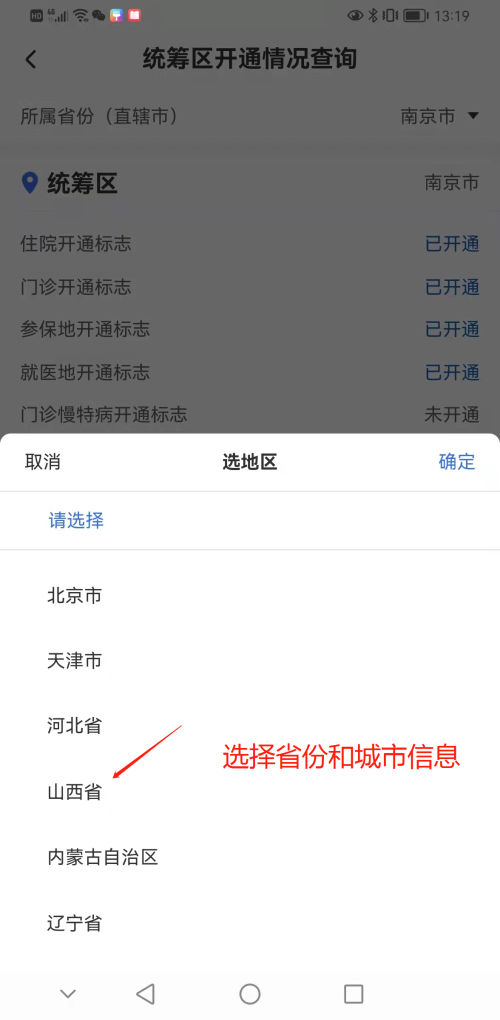 HD 4G 13:19
统筹区开通情况查询
所属省份（直辖市） 南京市
统筹区 南京市
住院开通标志 已开通
门诊开通标志 已开通
参保地开通标志 已开通
就医地开通标志 已开通
门诊慢特病开通标志 未开通
取消 选地区 确定
请选择
北京市
天津市
河北省
选择省份和城市信息
山西省
内蒙古自治区
辽宁省